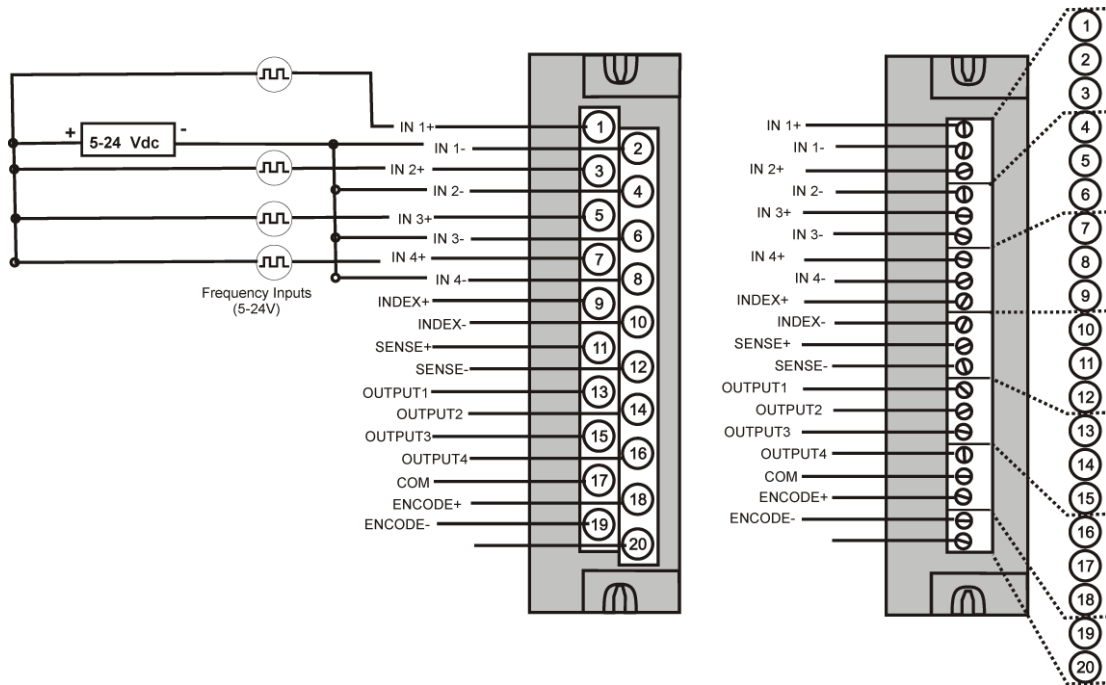 + 5-24 Vdc -
Frequency Inputs
(5-24V)
IN 1+
IN 1-
IN 2+
IN 2-
IN 3+
IN 3-
IN 4+
IN 4-
INDEX+
INDEX-
SENSE+
SENSE-
OUTPUT1
OUTPUT2
OUTPUT3
OUTPUT4
COM
ENCODE+
ENCODE-
1
2
3
4
5
6
7
8
9
10
11
12
13
14
15
16
17
18
19
20
IN 1+
IN 1-
IN 2+
IN 2-
IN 3+
IN 3-
IN 4+
IN 4-
INDEX+
INDEX-
SENSE+
SENSE-
OUTPUT1
OUTPUT2
OUTPUT3
OUTPUT4
COM
ENCODE+
ENCODE-
1
2
3
4
5
6
7
8
9
10
11
12
13
14
15
16
17
18
19
20